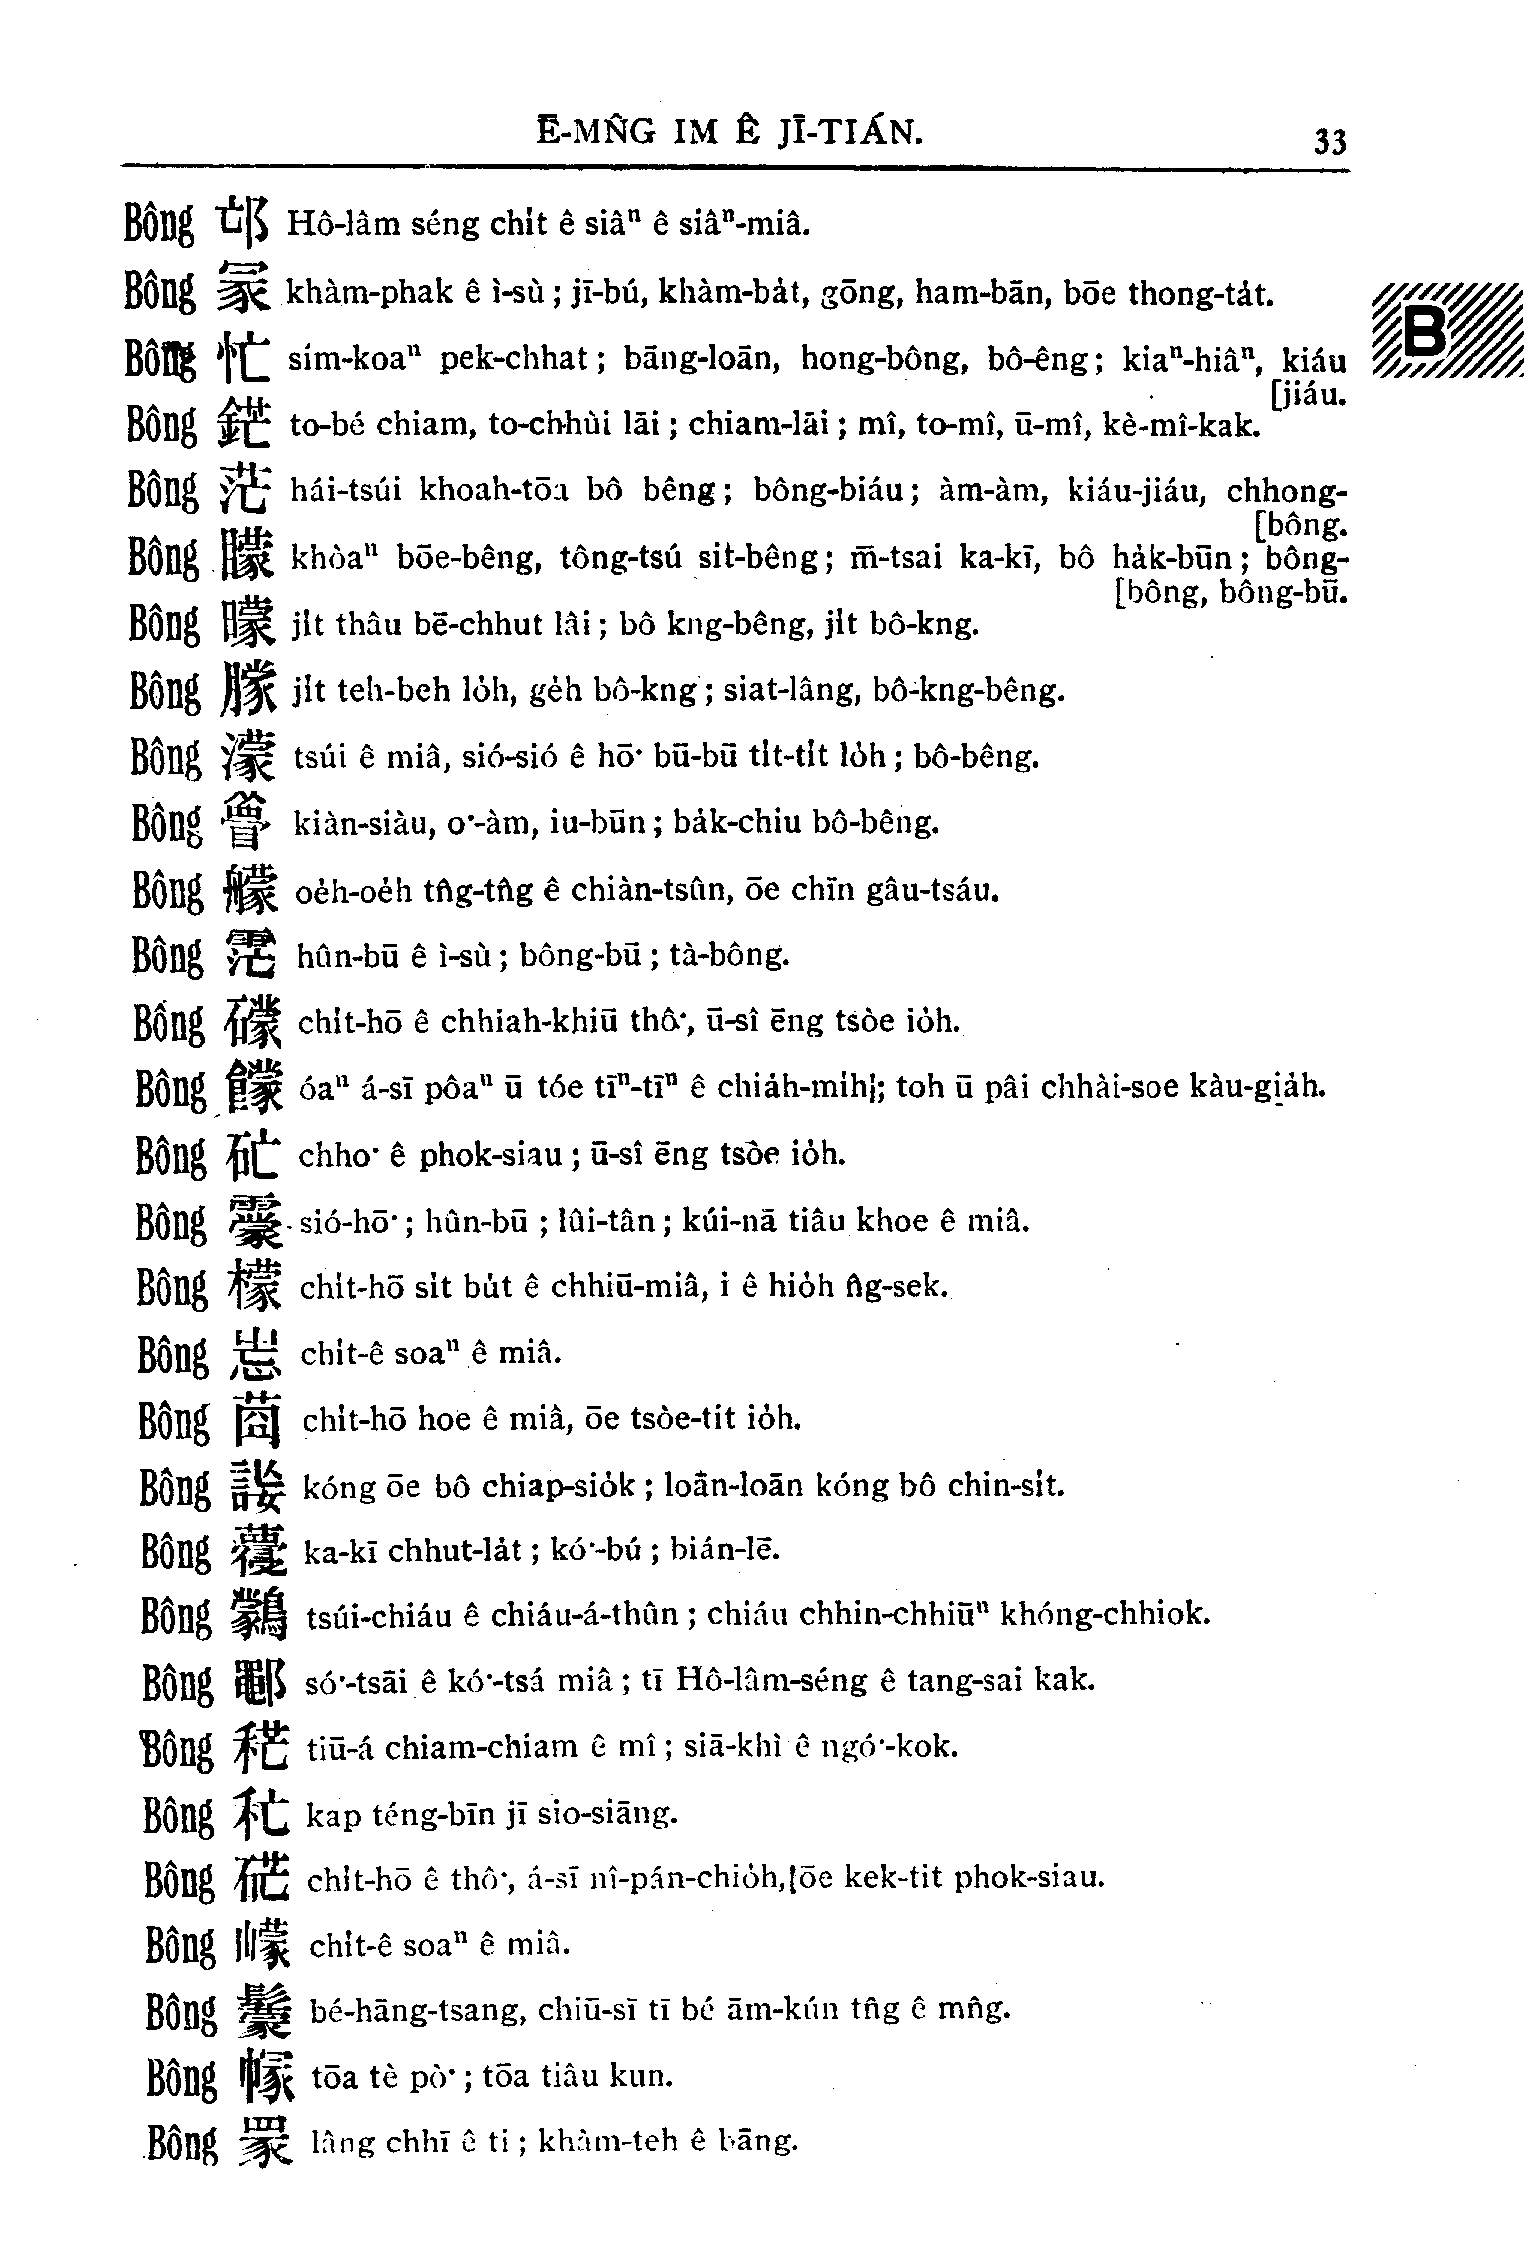 Ē-MN̂G IM Ê JĪ-TIÁN.
33
B
Bông 邙 Hô-lâm séng chi̍t ê siâⁿ ê siâⁿ-miâ.
Bông 冡 khàm-phak ê ì-sù ; jī-bú, khàm-ba̍t, gōng, ham-bān, bōe thong-ta̍t.
Bông 忙 sim-koaⁿ pek-chhat ; bāng-loān, hong-bông, bô-êng ; kiaⁿ-hiâⁿ, kiáu
[jiáu.
Bông 鋩 to-bé chiam, to-chhùi lāi ; chiam-lāi ; mî, to-mî, ū-mî, kè-mî-kak.
Bông 茫 hái-tsúi khoah-tōa bô bêng ; bông-biáu ; àm-àm, kiáu-jiáu, chhong-
[bông.
Bông 矇 khòaⁿ bōe-bêng, tông-tsú sit-bêng ; m̄-tsai ka-kī, bô ha̍k-būn ; bông-
[bông, bông-bū.
Bông 曚 ji̍t thâu bē-chhut lâi ; bô kng-bêng, ji̍t bô-kng.
Bông 朦 ji̍t teh-beh lo̍h, ge̍h bô-kng ; siat-lâng, bô-kng-bêng.
Bông 濛 tsúi ê miâ, sió-sió ê hō͘ bū-bū ti̍t-ti̍t lo̍h ; bô-bêng.
Bông 瞢 kiàn-siàu, o͘-àm, iu-būn ; ba̍k-chiu bô-bêng.
Bông 艨 oe̍h-oe̍h tn̂g-tn̂g ê chiàn-tsûn, ōe chīn gâu-tsáu.
Bông 雺 hûn-bū ê ì-sù ; bông-bū ; tà-bông.
Bông 礞 chi̍t-hō ê chhiah-khiū thô͘, ū-sî ēng tsòe io̍h.
Bông 饛 óaⁿ á-sī pôaⁿ ū tóe tīⁿ-tīⁿ ê chia̍h-mi̍h ; toh ū pâi chhài-soe kàu-gia̍h.
Bông 硭 chho͘ ê phok-siau ; ū-sî ēng tsòe io̍h.
Bông 靀 sió-hō͘ ; hûn-bū ; lûi-tân ; kúi-nā tiâu khoe ê miâ.
Bông 檬 chi̍t-hō si̍t bu̍t ê chhiū-miâ, i ê hio̍h n̂g-sek.
Bông chi̍t-ê soaⁿ ê miâ.
Bông 莔 chi̍t-hō hoe ê miâ, ōe tsòe-tit io̍h.
Bông kóng ōe bô chiap-sio̍k ; loān-loān kóng bô chin-si̍t.
Bông ka-kī chhut-la̍t ; kó͘-bú ; bián-lē.
Bông 鸏 tsúi-chiáu ê chiáu-á-thûn ; chiáu chhin-chhiūⁿ khóng-chhiok.
Bông 鄳 só͘-tsāi ê kó͘-tsá miâ ; tī Hô-lâm-séng ê tang-sai kak.
Bông 䅒 tiū-á chiam-chiam ê mî ; siā-khì ê ngó͘-kok.
Bông kap téng-bīn jī sio-siāng.
Bông 硭 chi̍t-hō ê thô͘, á-sī nî-pán-chio̍h, ōe kek-tit phok-siau.
Bông 㠓 chi̍t-ê soaⁿ ê miâ.
Bông 鬤 bé-hāng-tsang, chiū-sī tī bé ām-kún tn̂g ê mn̂g.
Bông 幏 tōa tè pò͘ ; tōa tiâu kun.
Bông lâng chhī ê ti ; khàm-teh ê bāng.